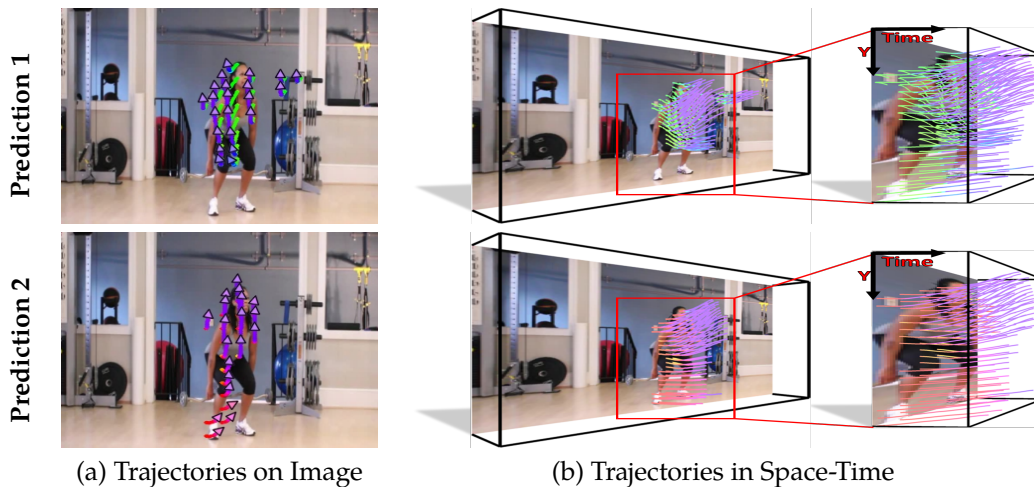 Prediction 1
Time
Y
Prediction 2
Time
Y
(a) Trajectories on Image
(b) Trajectories in Space-Time